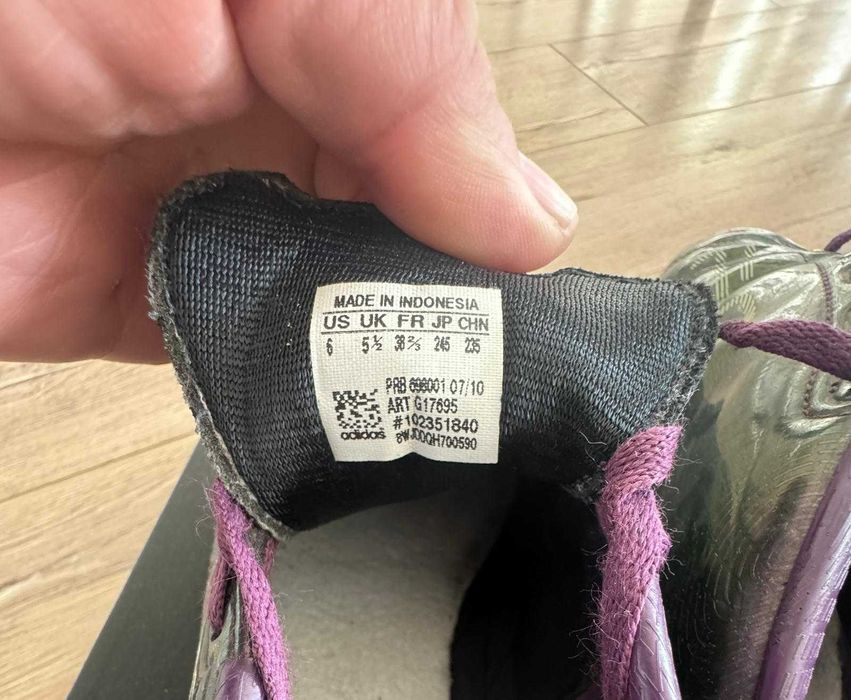 MADE IN INDONESIA
US UK FR JP CHN
6 5½ 38⅔ 245 235
PRB 07/10
ART G17695
#102351840
adidas